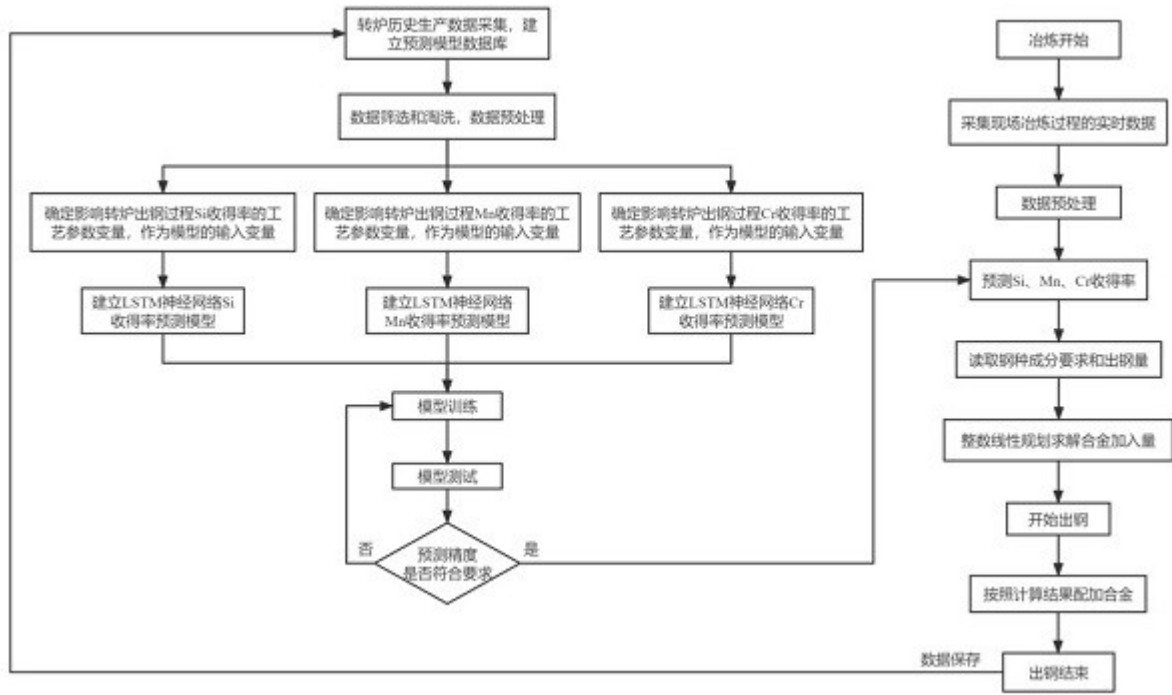 转炉历史生产数据采集，建
立预测模型数据库
数据筛选和淘洗，数据预处理
确定影响转炉出钢过程Si收得率的工
艺参数变量，作为模型的输入变量
确定影响转炉出钢过程Mn收得率的工
艺参数变量，作为模型的输入变量
确定影响转炉出钢过程Cr收得率的工
艺参数变量，作为模型的输入变量
建立LSTM神经网络Si
收得率预测模型
建立LSTM神经网络
Mn收得率预测模型
建立LSTM神经网络Cr
收得率预测模型
模型训练
模型测试
预测精度
是否符合要求
否
是
冶炼开始
采集现场冶炼过程的实时数据
数据预处理
预测Si、Mn、Cr收得率
读取钢种成分要求和出钢量
整数线性规划求解合金加入量
开始出钢
按照计算结果配加合金
出钢结束
数据保存